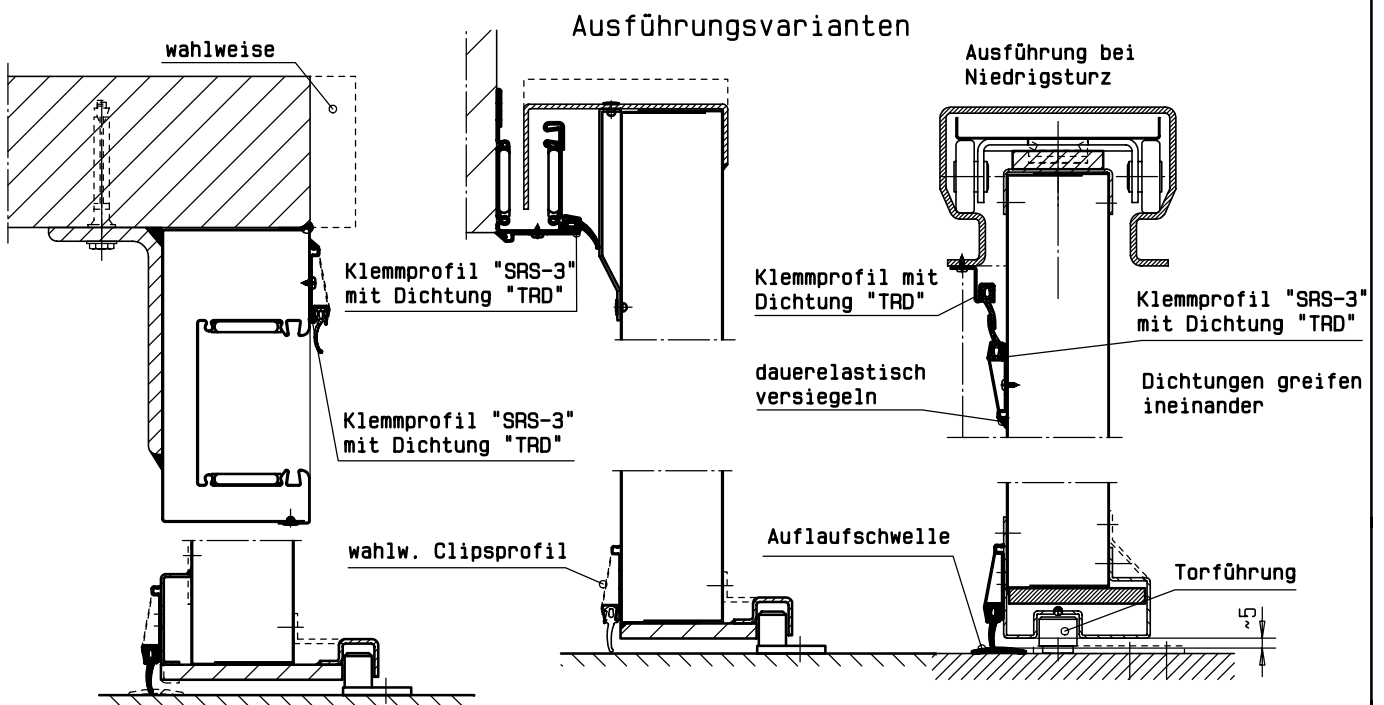 Ausführungsvarianten
wahlweise
Ausführung bei
Niedrigsturz
Klemmprofil "SRS-3"
mit Dichtung "TRD"
Klemmprofil mit
Dichtung "TRD"
Klemmprofil "SRS-3"
mit Dichtung "TRD"
dauerelastisch
versiegeln
Dichtungen greifen
ineinander
Klemmprofil "SRS-3"
mit Dichtung "TRD"
wahlw. Clipsprofil
Auflaufschwelle
Torführung
~5